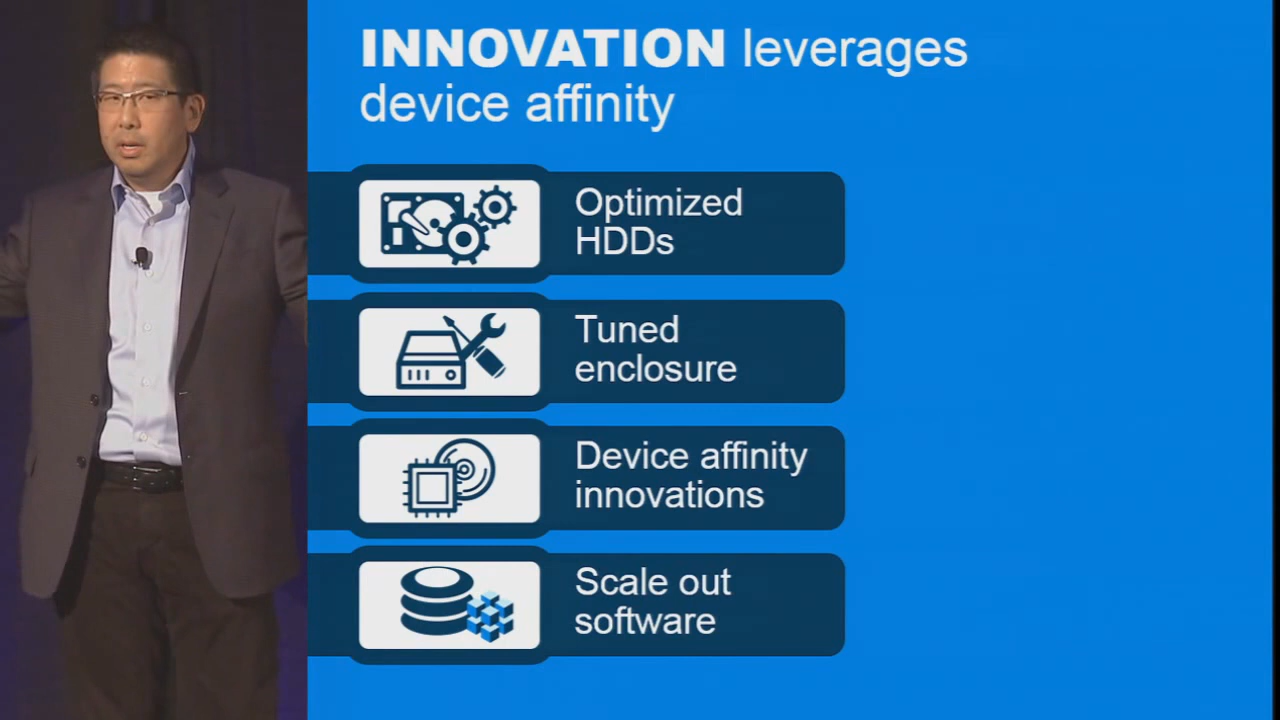 INNOVATION leverages
device affinity
Optimized
HDDs
Tuned
enclosure
Device affinity
innovations
Scale out
software